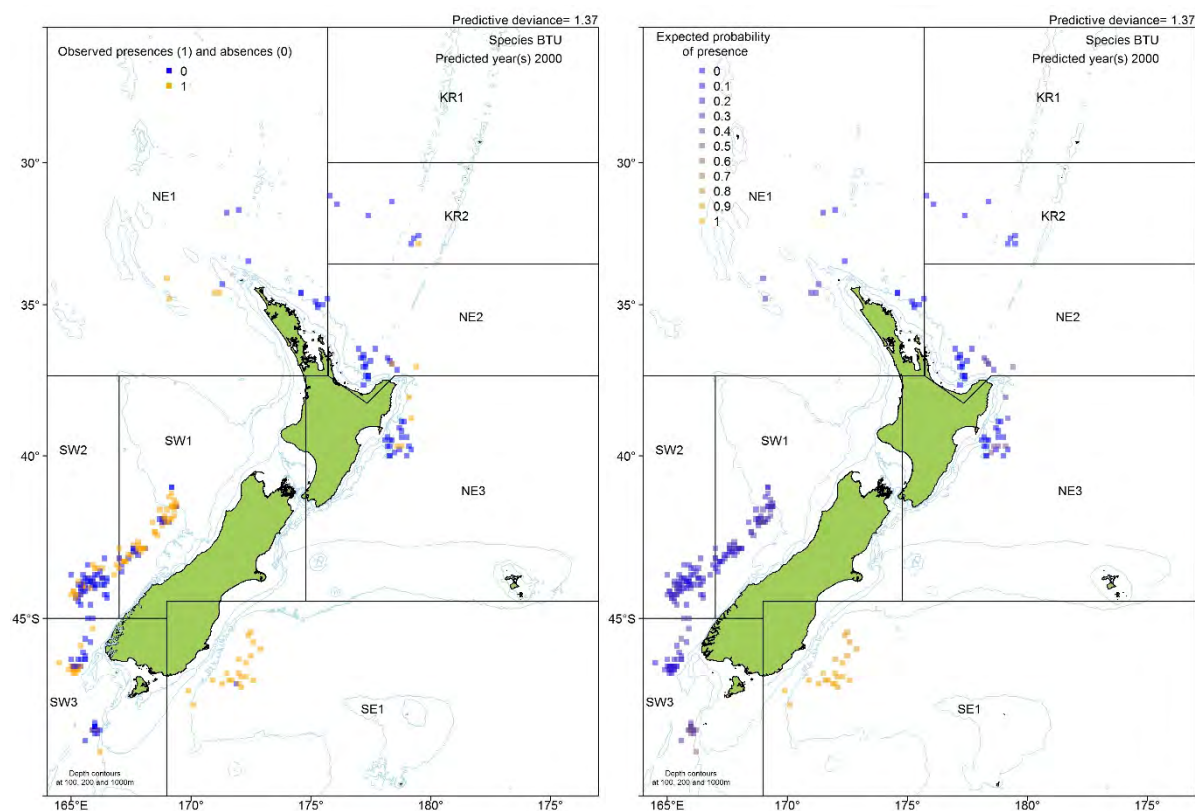 Predictive deviance= 1.37
Species BTU
Predicted year(s) 2000
Observed presences (1) and absences (0)
0
1
KR1
KR2
NE1
NE2
NE3
SW1
SW2
SW3
SE1
30°
35°
40°
45°S
Depth contours
at 100, 200 and 1000m
165°E
170°
175°
180°
175°
Predictive deviance= 1.37
Species BTU
Predicted year(s) 2000
Expected probability
of presence
0
0.1
0.2
0.3
0.4
0.6
0.7
0.8
0.9
1
KR1
KR2
NE1
NE2
NE3
SW1
SW2
SW3
SE1
30°
35°
40°
45°S
Depth contours
at 100, 200 and 1000m
165°E
170°
175°
180°
175°